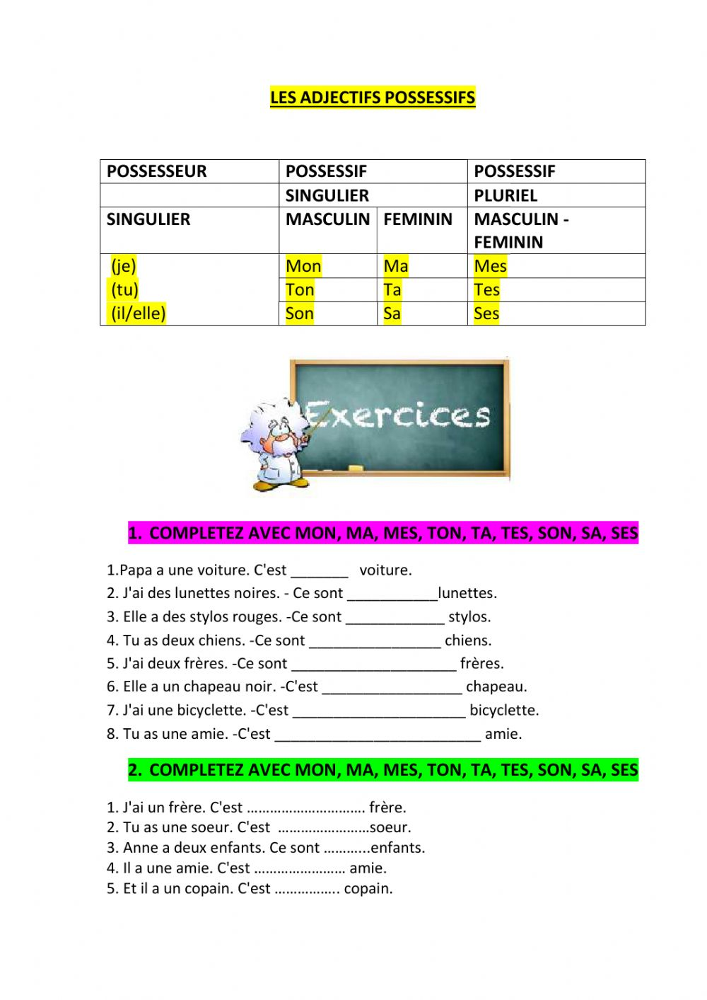 LES ADJECTIFS POSSESSIFS
POSSESSEUR POSSESSIF POSSESSIF
SINGULIER PLURIEL
SINGULIER MASCULIN FEMININ MASCULIN -
FEMININ
(je) Mon Ma Mes
(tu) Ton Ta Tes
(il/elle) Son Sa Ses
Exercices
1. COMPLETEZ AVEC MON, MA, MES, TON, TA, TES, SON, SA, SES
1.Papa a une voiture. C'est _______ voiture.
2. J'ai des lunettes noires. - Ce sont ___________lunettes.
3. Elle a des stylos rouges. -Ce sont ____________ stylos.
4. Tu as deux chiens. -Ce sont ________________ chiens.
5. J'ai deux frères. -Ce sont ____________________ frères.
6. Elle a un chapeau noir. -C'est _________________ chapeau.
7. J'ai une bicyclette. -C'est _____________________ bicyclette.
8. Tu as une amie. -C'est _________________________ amie.
2. COMPLETEZ AVEC MON, MA, MES, TON, TA, TES, SON, SA, SES
1. J'ai un frère. C'est …………………………. frère.
2. Tu as une soeur. C'est ……………………soeur.
3. Anne a deux enfants. Ce sont ………...enfants.
4. Il a une amie. C'est …………………… amie.
5. Et il a un copain. C'est …………….. copain.